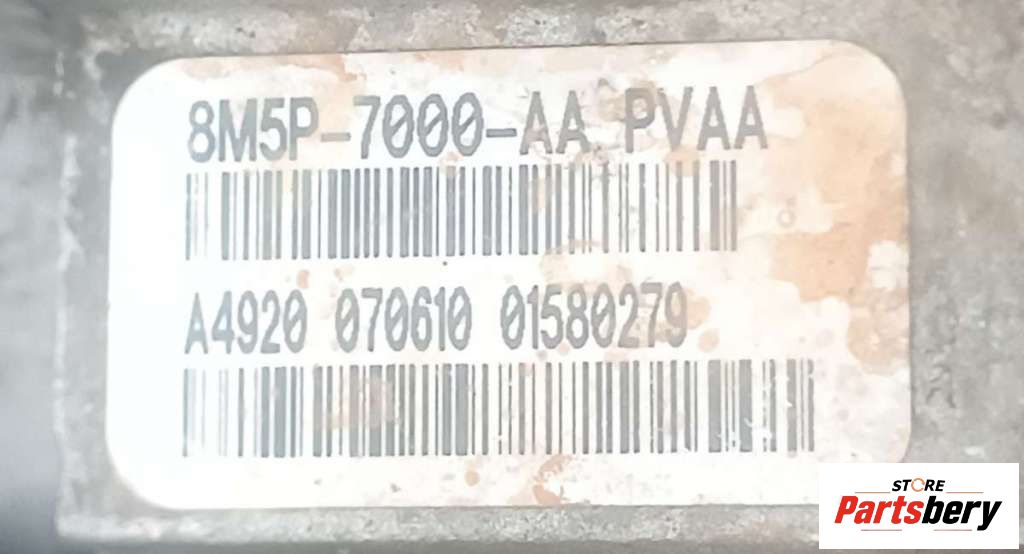 8M5P-7000-AA PVAA
A4920 070610 01580279
STORE
Partsbery